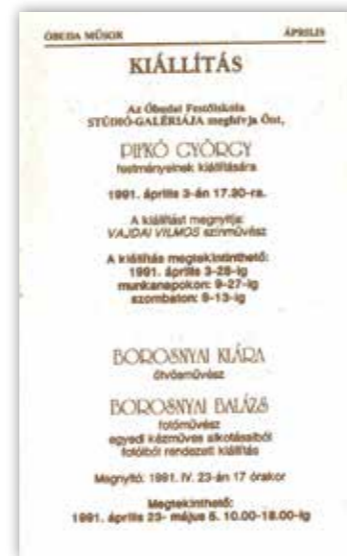 ÓBUDA MŰSOR ÁPRILIS
KIÁLLÍTÁS
Az Óbudai Festőiskola
STÚDIÓ-GALÉRIÁJA meghívja Önt,
PIFKÓ GYÖRGY
festményeinek kiállítására
1991. április 3-án 17.30-ra.
A kiállítást megnyitja:
VAJDAI VILMOS színművész
A kiállítás megtekintinthető:
1991. április 3-28-ig
munkanapokon: 9-27-ig
szombaton: 9-13-ig
BOROSNYAI KLÁRA
ötvösművész
BOROSNYAI BALÁZS
fotóművész
egyedi kézműves alkotásaiból
fotóiból rendezett kiállítás
Megnyitó: 1991. IV. 23-án 17 órakor
Megtekinthető:
1991. április 23- május 5. 10.00-18.00-ig